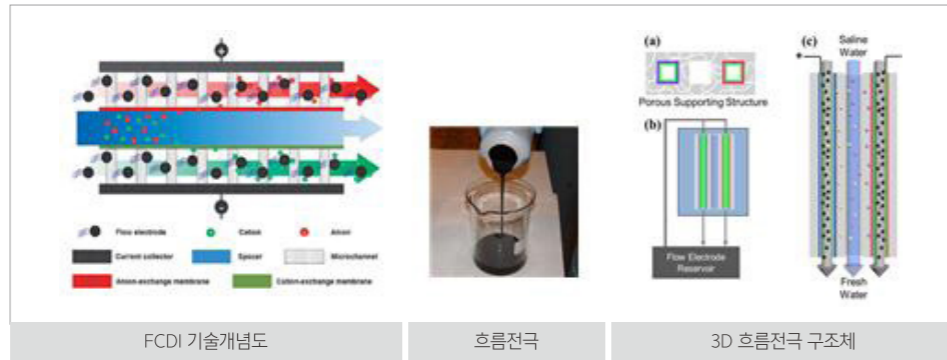 Flow electrode
Cation
Anion
Current collector
Spacer
Microchannel
Anion-exchange membrane
Cation-exchange membrane
(a)
Porous Supporting Structure
(b)
Flow Electrode
Reservoir
(c)
Saline
Water
+
Fresh
Water
FCDI 기술개념도
흐름전극
3D 흐름전극 구조체